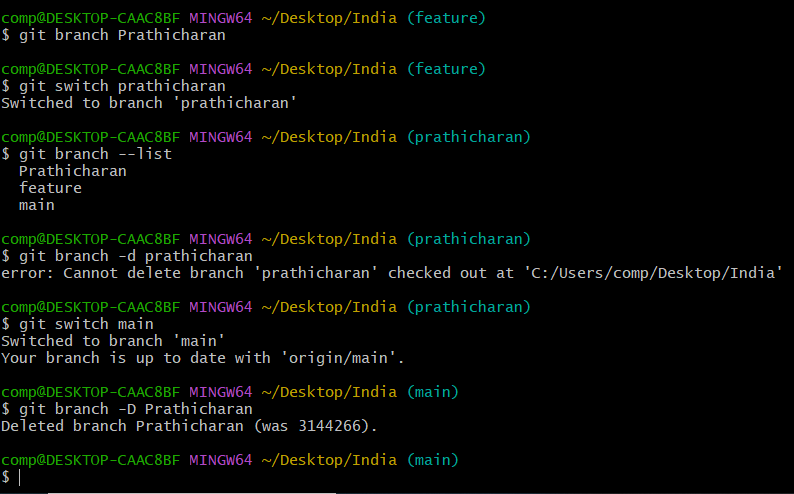 comp@DESKTOP-CAAC8BF MINGW64 ~/Desktop/India (feature)
$ git branch Prathicharan
comp@DESKTOP-CAAC8BF MINGW64 ~/Desktop/India (feature)
$ git switch prathicharan
Switched to branch 'prathicharan'
comp@DESKTOP-CAAC8BF MINGW64 ~/Desktop/India (prathicharan)
$ git branch --list
  Prathicharan
  feature
  main
comp@DESKTOP-CAAC8BF MINGW64 ~/Desktop/India (prathicharan)
$ git branch -d prathicharan
error: Cannot delete branch 'prathicharan' checked out at 'C:/Users/comp/Desktop/India'
comp@DESKTOP-CAAC8BF MINGW64 ~/Desktop/India (prathicharan)
$ git switch main
Switched to branch 'main'
Your branch is up to date with 'origin/main'.
comp@DESKTOP-CAAC8BF MINGW64 ~/Desktop/India (main)
$ git branch -D Prathicharan
Deleted branch Prathicharan (was 3144266).
comp@DESKTOP-CAAC8BF MINGW64 ~/Desktop/India (main)
$